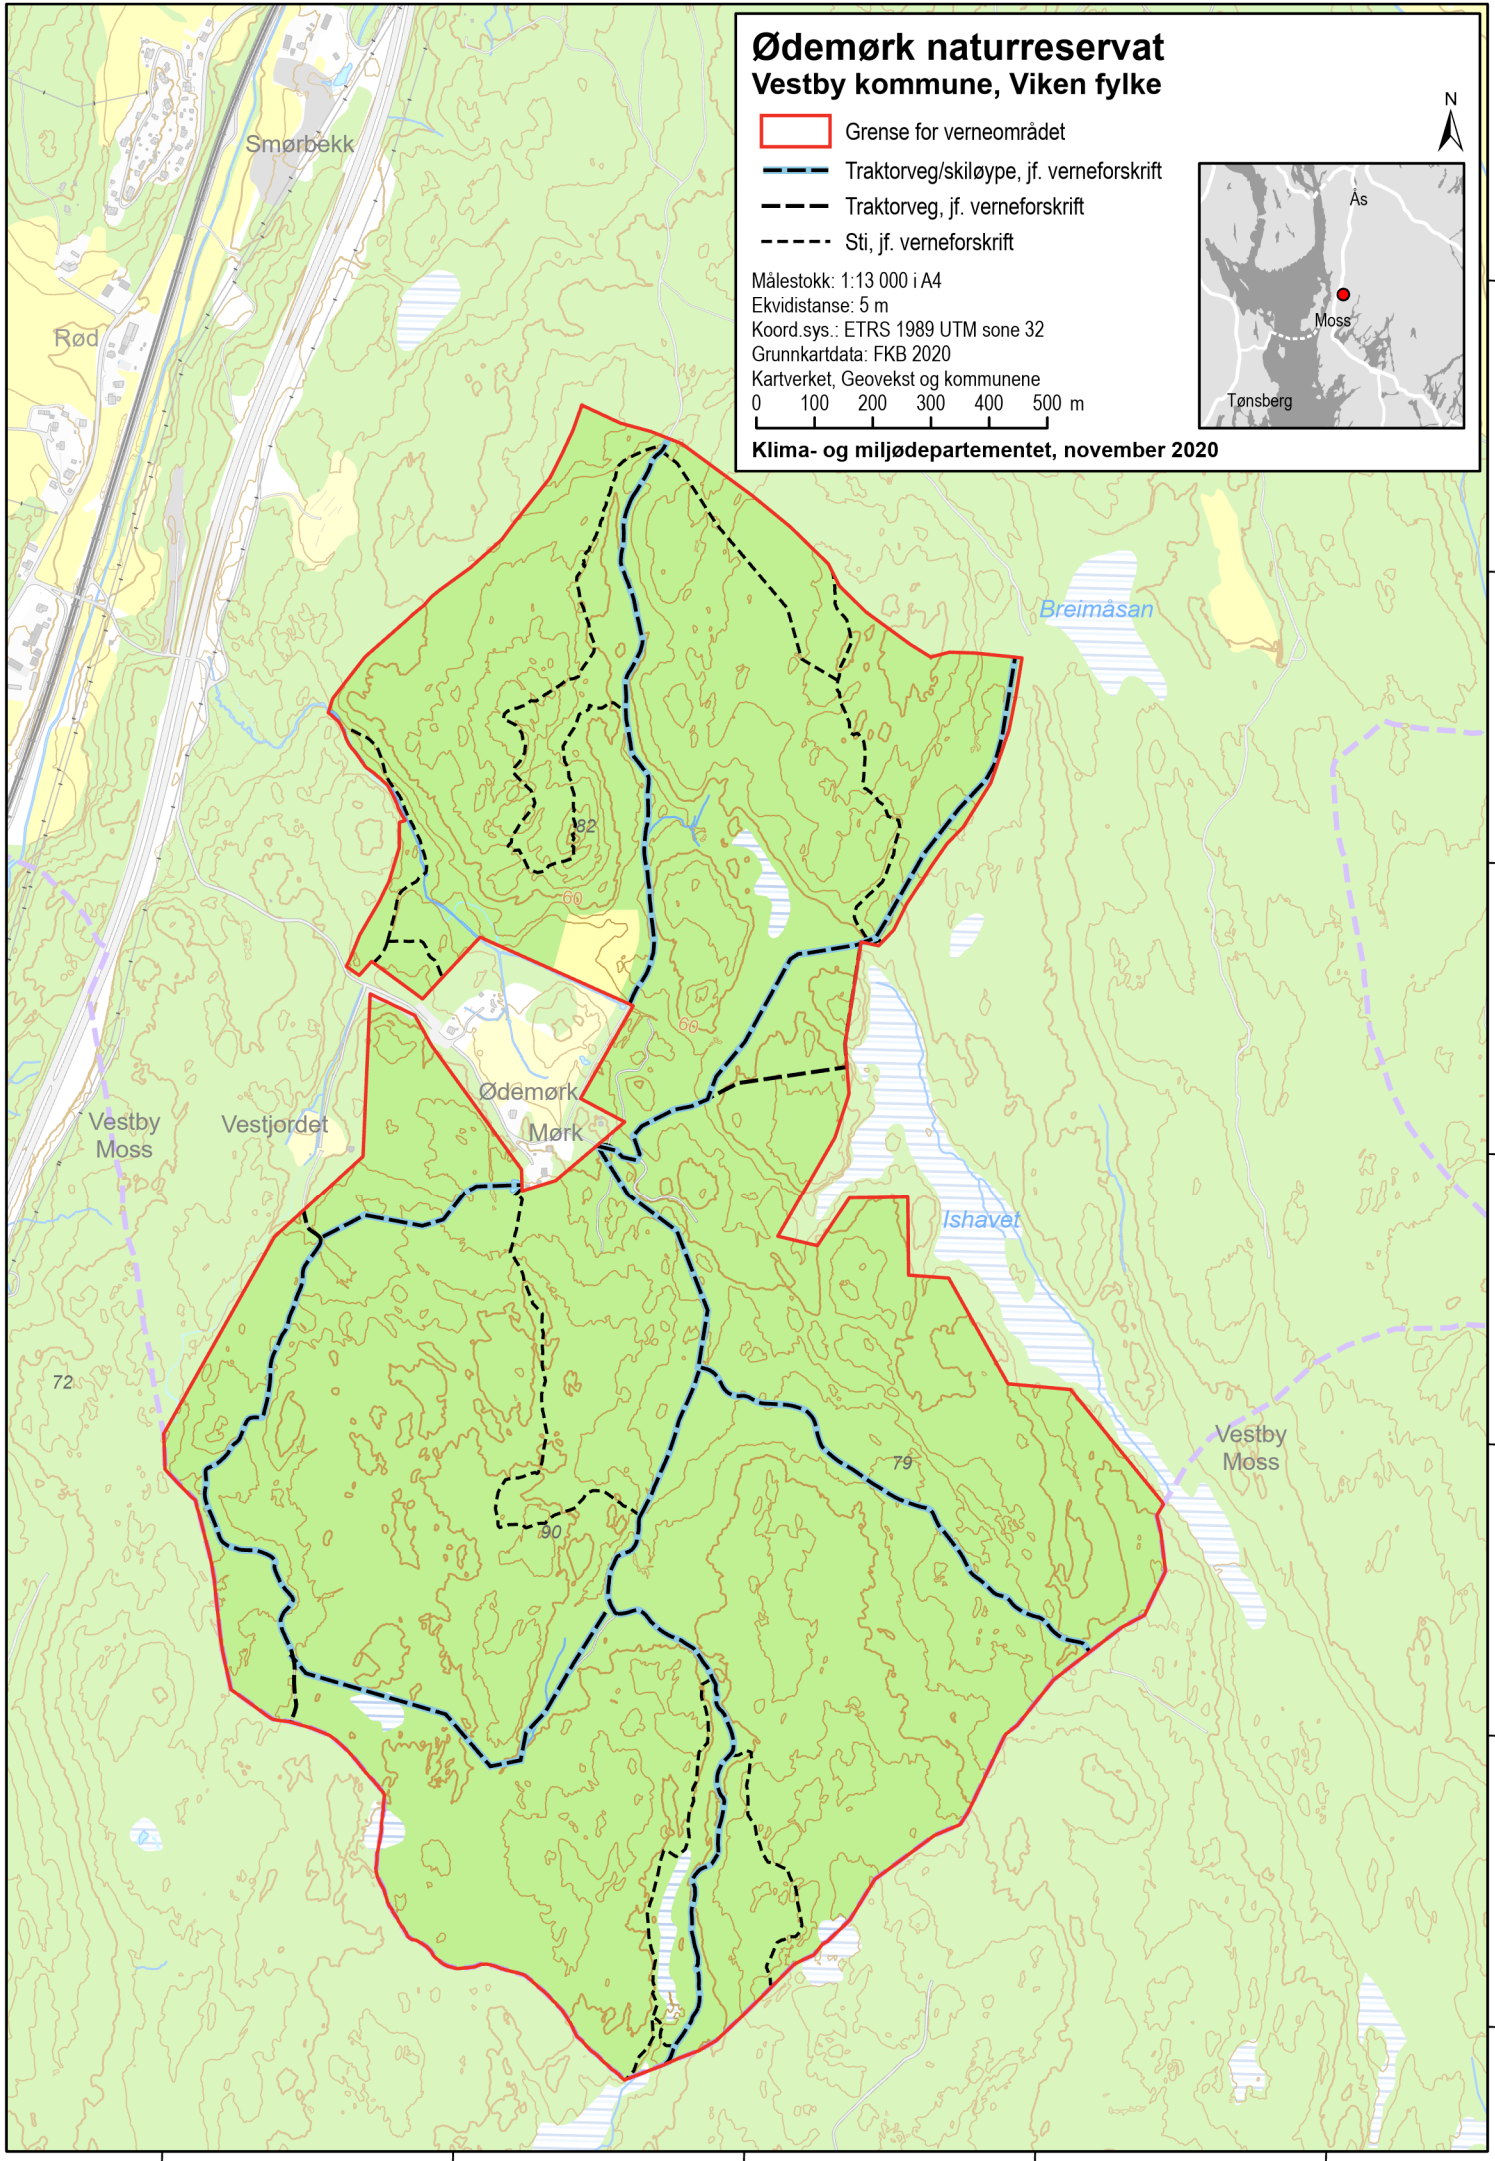 Ødemørk naturreservat
Vestby kommune, Viken fylke
N
Grense for verneområdet
Traktorveg/skiløype, jf. verneforskrift
Traktorveg, jf. verneforskrift
Sti, jf. verneforskrift
Målestokk: 1:13 000 i A4
Ekvidistanse: 5 m
Koord.sys.: ETRS 1989 UTM sone 32
Grunnkartdata: FKB 2020
Kartverket, Geovekst og kommunene
0 100 200 300 400 500 m
Klima- og miljødepartementet, november 2020
Ås
Moss
Tønsberg
Smørbekk
Rød
Breimåsan
82
60
60
Ødemørk
Mørk
Vestby
Moss
Vestjordet
Ishavet
72
79
Vestby
Moss
90